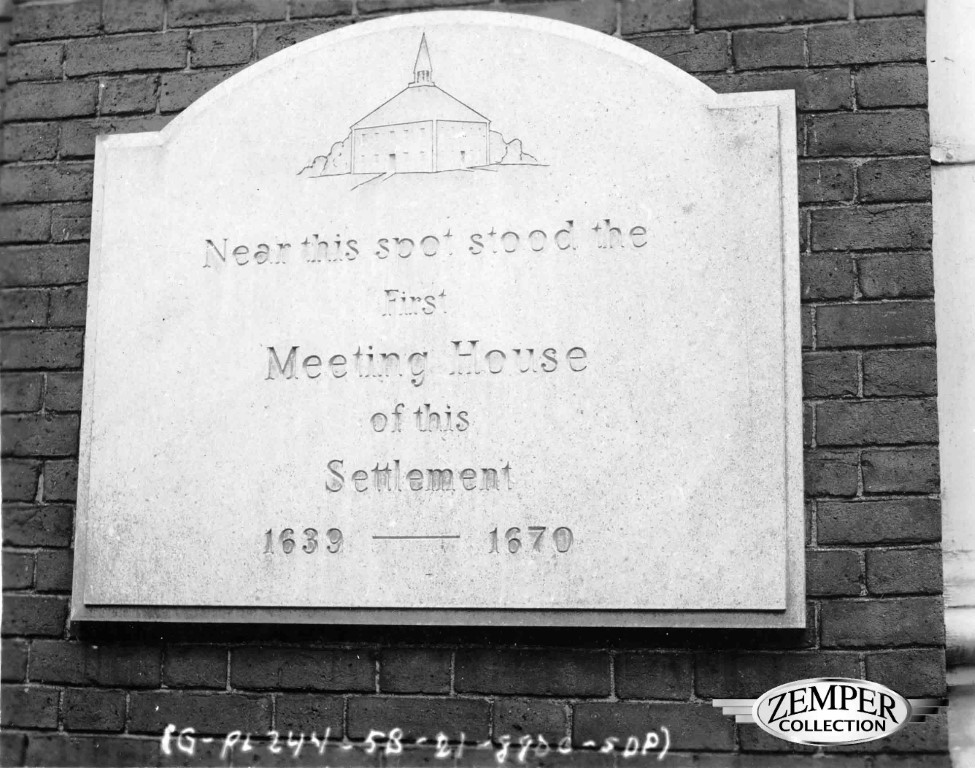 Near this spot stood the
First
Meeting House
of this
Settlement
1639 — 1670
ZEMPER
COLLECTION